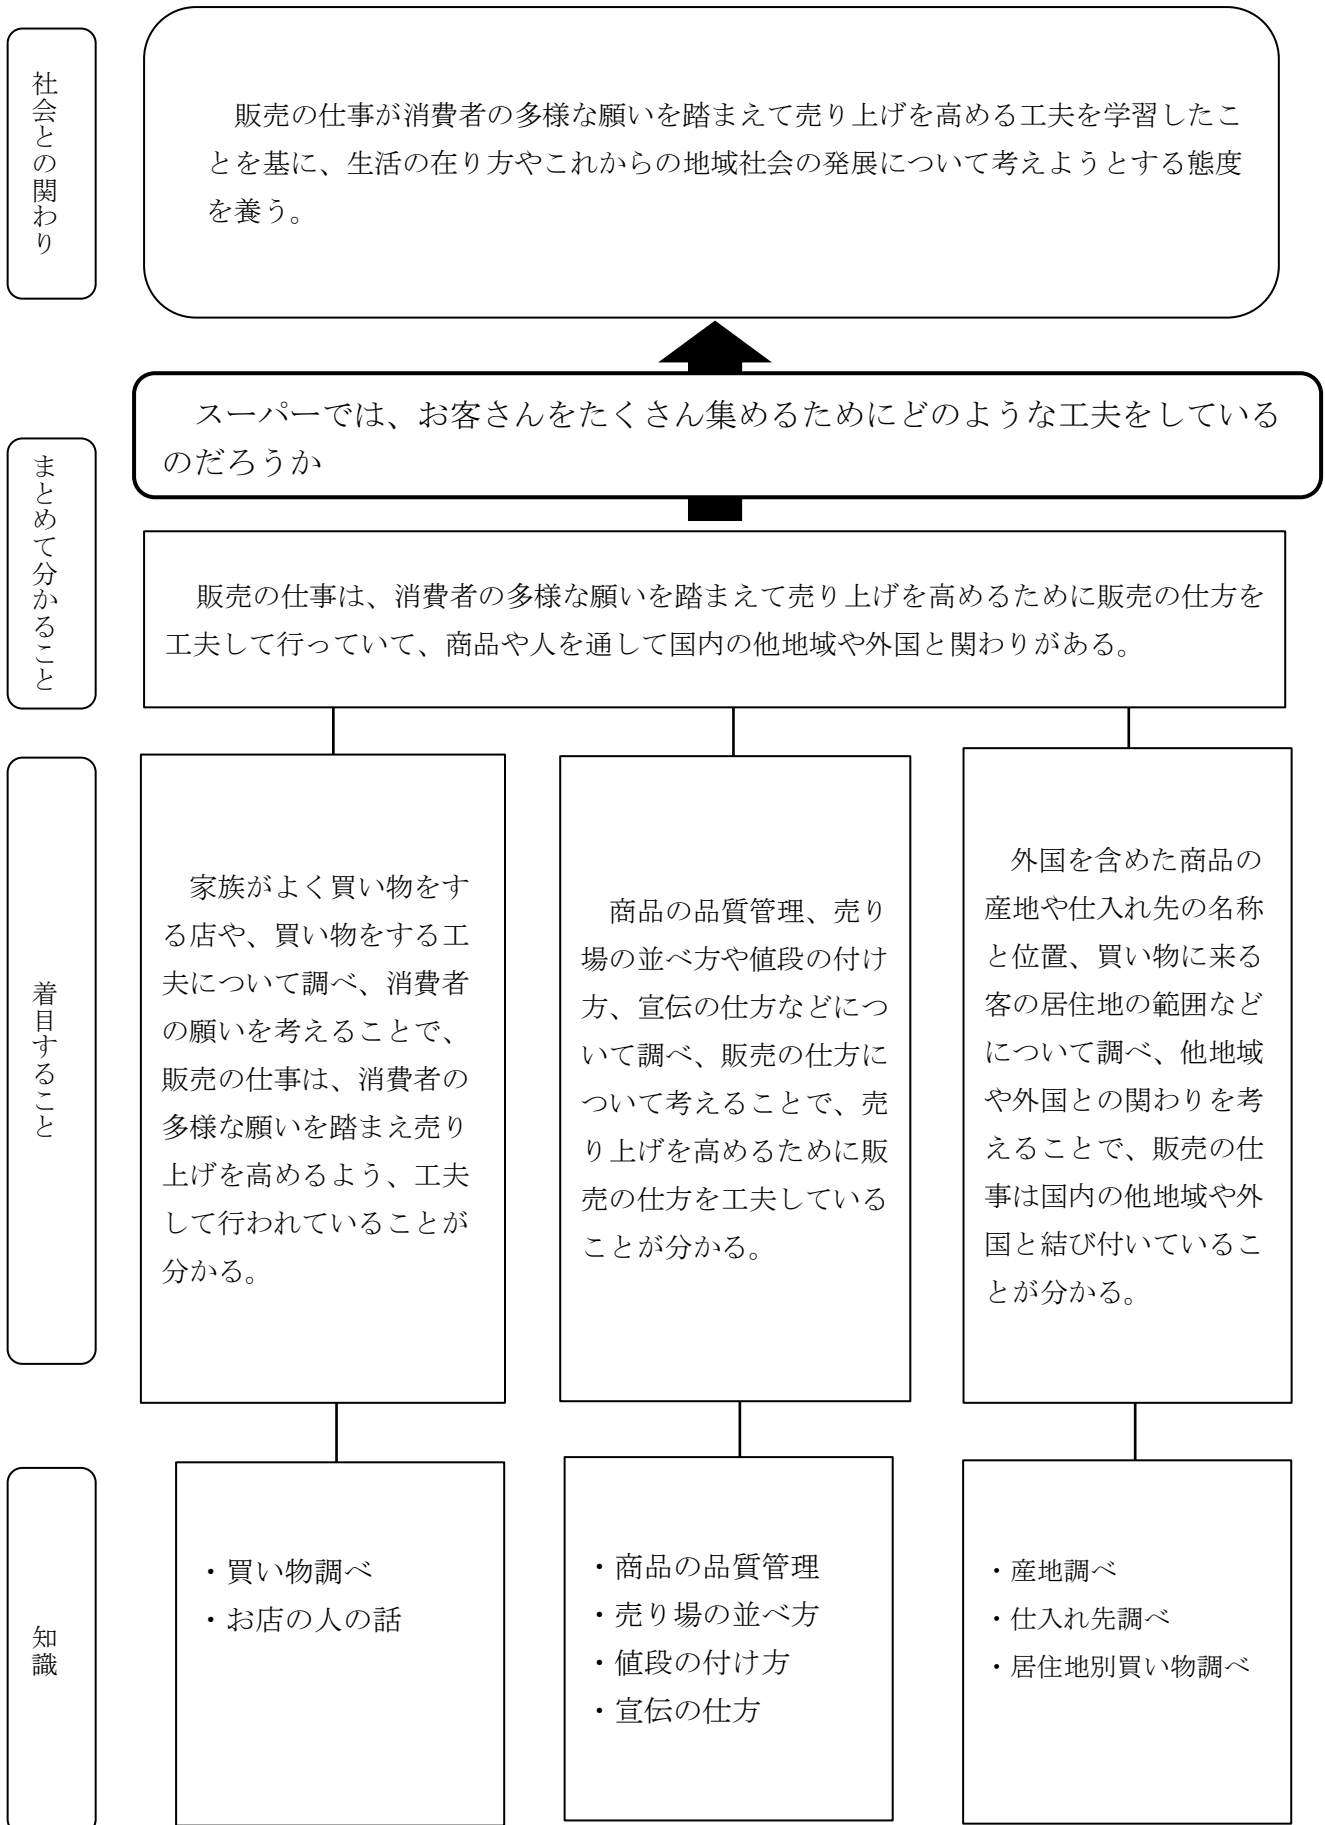 社会との関わり
　販売の仕事が消費者の多様な願いを踏まえて売り上げを高める工夫を学習したこ
とを基に、生活の在り方やこれからの地域社会の発展について考えようとする態度
を養う。
　スーパーでは、お客さんをたくさん集めるためにどのような工夫をしている
のだろうか
まとめて分かること
　販売の仕事は、消費者の多様な願いを踏まえて売り上げを高めるために販売の仕方を
工夫して行っていて、商品や人を通して国内の他地域や外国と関わりがある。
着目すること
　家族がよく買い物をす
る店や、買い物をする工
夫について調べ、消費者
の願いを考えることで、
販売の仕事は、消費者の
多様な願いを踏まえ売り
上げを高めるよう、工夫
して行われていることが
分かる。
　商品の品質管理、売り
場の並べ方や値段の付け
方、宣伝の仕方などにつ
いて調べ、販売の仕方に
ついて考えることで、売
り上げを高めるために販
売の仕方を工夫している
ことが分かる。
　外国を含めた商品の
産地や仕入れ先の名称
と位置、買い物に来る
客の居住地の範囲など
について調べ、他地域
や外国との関わりを考
えることで、販売の仕
事は国内の他地域や外
国と結び付いているこ
とが分かる。
知識
・買い物調べ
・お店の人の話
・商品の品質管理
・売り場の並べ方
・値段の付け方
・宣伝の仕方
・産地調べ
・仕入れ先調べ
・居住地別買い物調べ